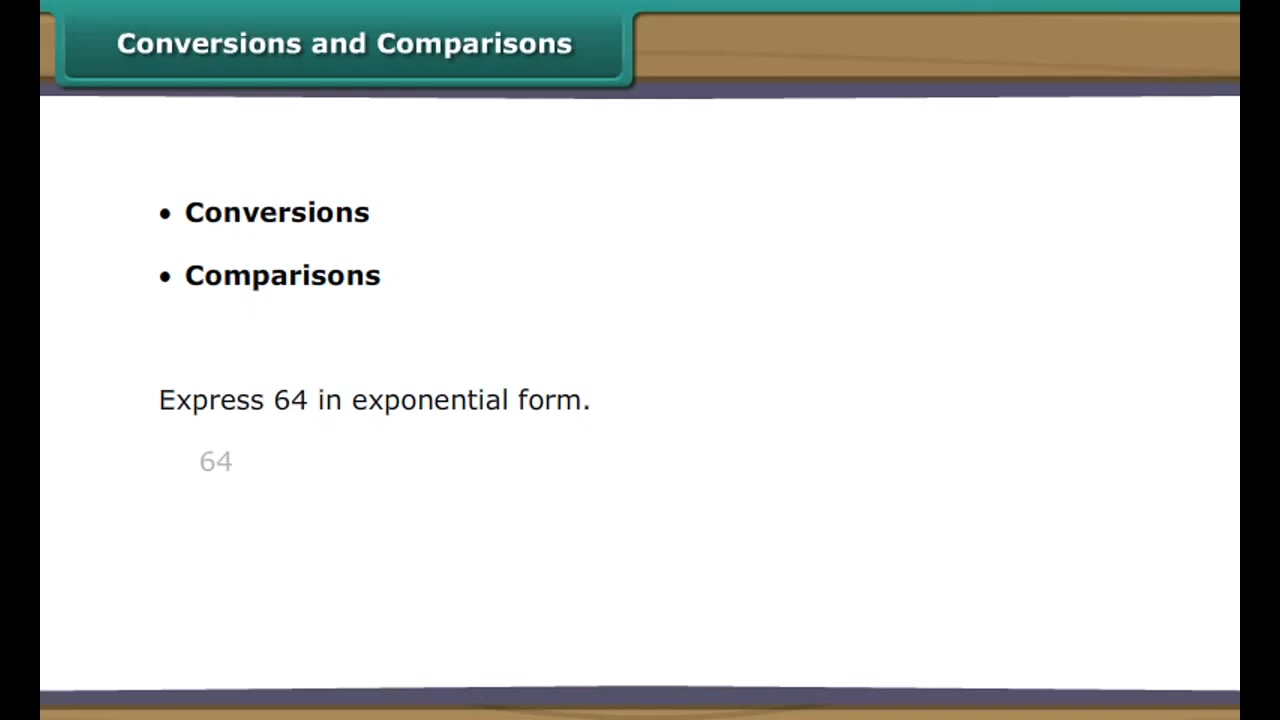 Conversions and Comparisons
• Conversions
• Comparisons
Express 64 in exponential form.
64